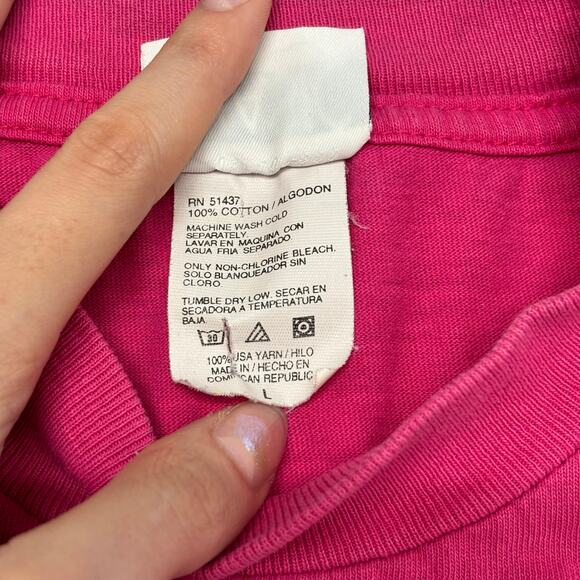 RN 51437
100% COTTON / ALGODON
MACHINE WASH COLD
SEPARATELY.
LAVAR EN MAQUINA CON
AGUA FRIA SEPARADO.
ONLY NON-CHLORINE BLEACH.
SOLO BLANQUEADOR SIN
CLORO.
TUMBLE DRY LOW. SECAR EN
SECADORA A TEMPERATURA
BAJA.
30
100% USA YARN / HILO
MADE IN / HECHO EN
DOMINICAN REPUBLIC
L